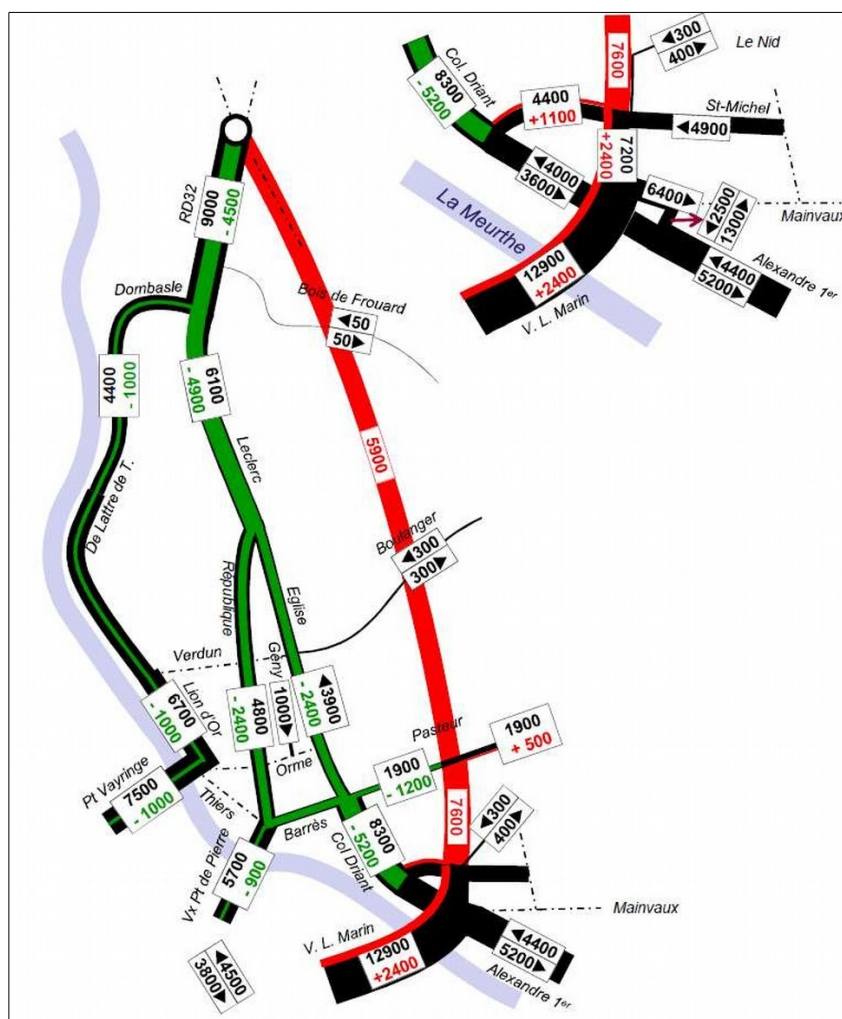 Col. Driant
8300
- 5200
4400
+1100
7600
◄300
400►
Le Nid
St-Michel
◄4900
7200
+2400
◄4000
3600►
6400►
◄2500
1300►
Mainvaux
La Meurthe
12900
+2400
V. L. Marin
◄4400
5200►
Alexandre 1er
RD32
9000
- 4500
Dombasle
Bois de Frouard
◄50
50►
4400
- 1000
6100
- 4900
Leclerc
5900
De Lattre de T.
Boulanger
◄300
300►
République
Eglise
Verdun
Gény
Lion d'Or
6700
- 1000
4800
- 2400
1000►
◄3900
- 2400
Pasteur
1900
+ 500
Orme
1900
- 1200
Pt Vayringe
7500
- 1000
Thiers
Barrès
8300
- 5200
7600
◄300
400►
Vx Pt de Pierre
5700
- 900
Col Driant
Mainvaux
V. L. Marin
12900
+2400
◄4400
5200►
Alexandre 1er
◄4500
3800►